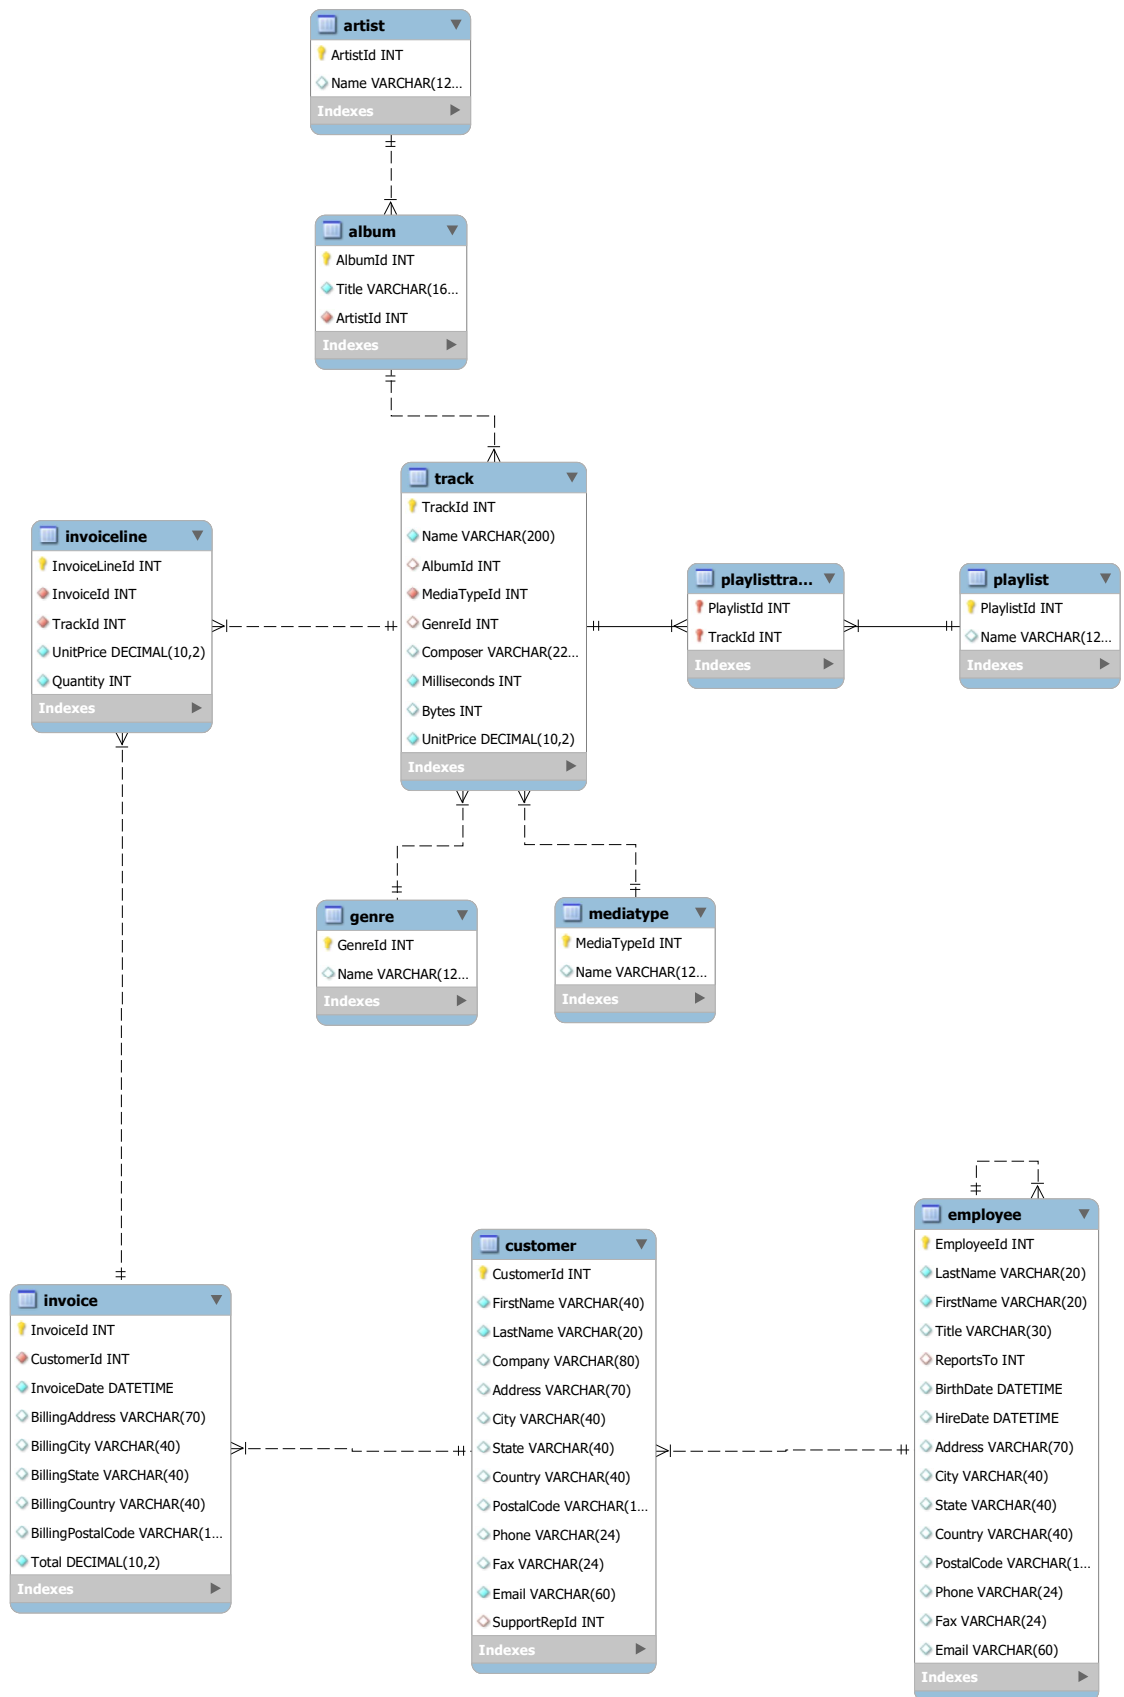 artist
ArtistId INT
Name VARCHAR(12...
Indexes
album
AlbumId INT
Title VARCHAR(16...
ArtistId INT
Indexes
track
TrackId INT
Name VARCHAR(200)
AlbumId INT
MediaTypeId INT
GenreId INT
Composer VARCHAR(22...
Milliseconds INT
Bytes INT
UnitPrice DECIMAL(10,2)
Indexes
invoiceline
InvoiceLineId INT
InvoiceId INT
TrackId INT
UnitPrice DECIMAL(10,2)
Quantity INT
Indexes
playlisttra...
PlaylistId INT
TrackId INT
Indexes
playlist
PlaylistId INT
Name VARCHAR(12...
Indexes
genre
GenreId INT
Name VARCHAR(12...
Indexes
mediatype
MediaTypeId INT
Name VARCHAR(12...
Indexes
invoice
InvoiceId INT
CustomerId INT
InvoiceDate DATETIME
BillingAddress VARCHAR(70)
BillingCity VARCHAR(40)
BillingState VARCHAR(40)
BillingCountry VARCHAR(40)
BillingPostalCode VARCHAR(1...
Total DECIMAL(10,2)
Indexes
customer
CustomerId INT
FirstName VARCHAR(40)
LastName VARCHAR(20)
Company VARCHAR(80)
Address VARCHAR(70)
City VARCHAR(40)
State VARCHAR(40)
Country VARCHAR(40)
PostalCode VARCHAR(1...
Phone VARCHAR(24)
Fax VARCHAR(24)
Email VARCHAR(60)
SupportRepId INT
Indexes
employee
EmployeeId INT
LastName VARCHAR(20)
FirstName VARCHAR(20)
Title VARCHAR(30)
ReportsTo INT
BirthDate DATETIME
HireDate DATETIME
Address VARCHAR(70)
City VARCHAR(40)
State VARCHAR(40)
Country VARCHAR(40)
PostalCode VARCHAR(1...
Phone VARCHAR(24)
Fax VARCHAR(24)
Email VARCHAR(60)
Indexes